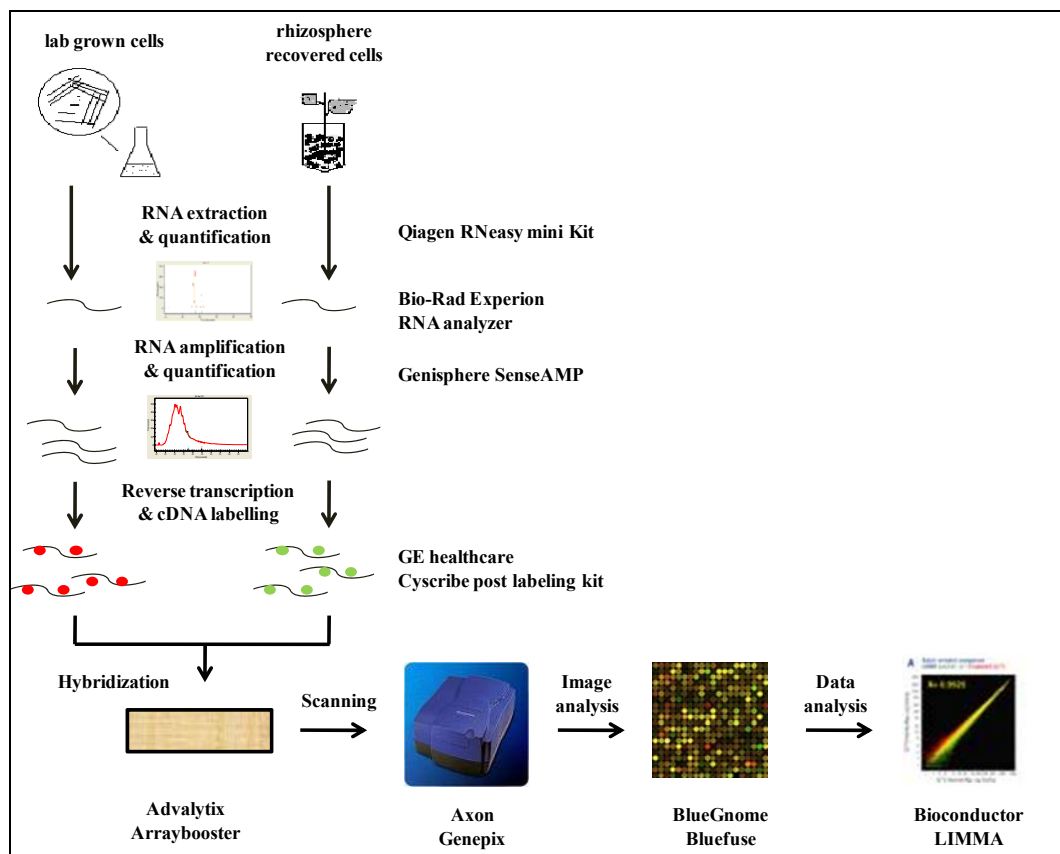 lab grown cells
rhizosphere
recovered cells
RNA extraction
& quantification
Qiagen RNeasy mini Kit
Bio-Rad Experion
RNA analyzer
RNA amplification
& quantification
Genisphere SenseAMP
Reverse transcription
& cDNA labelling
GE healthcare
Cyscribe post labeling kit
Hybridization
Scanning
Image
analysis
Data
analysis
A
Advalytix
Arraybooster
Axon
Genepix
BlueGnome
Bluefuse
Bioconductor
LIMMA